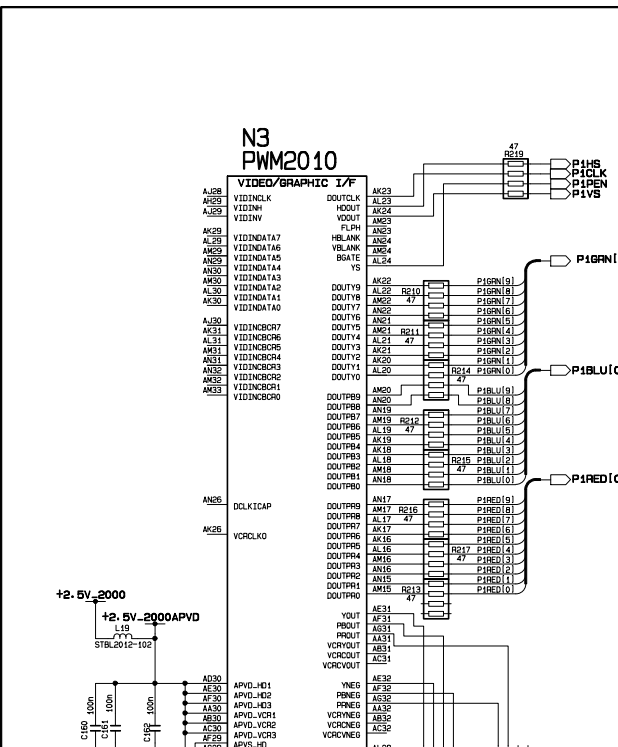 N3
PWM2010
VIDEO/GRAPHIC I/F
47
R219
P1HS
P1CLK
P1PEN
P1VS
AJ28 VIDINCLK
AH29 VIDINH
AJ29 VIDINV
AK29 VIDINDATA7
AL29 VIDINDATA6
AM29 VIDINDATA5
AN29 VIDINDATA4
AN30 VIDINDATA3
AM30 VIDINDATA2
AL30 VIDINDATA1
AK30 VIDINDATA0
AJ30 VIDINCBCR7
AK31 VIDINCBCR6
AL31 VIDINCBCR5
AM31 VIDINCBCR4
AN31 VIDINCBCR3
AN32 VIDINCBCR2
AM32 VIDINCBCR1
AM33 VIDINCBCR0
AN26 DCLKICAP
AK26 VCRCLKO
DOUTCLK AK23
HDOUT AL23
VDOUT AK24
FLPH AM23
HBLANK AN23
VBLANK AN24
BGATE AM24
YS AL24
P1GRN[
DOUTY9 AK22 P1GRN[9]
DOUTY8 AL22 R210 P1GRN[8]
DOUTY7 AM22 47 P1GRN[7]
DOUTY6 AN22 P1GRN[6]
DOUTY5 AN21 P1GRN[5]
DOUTY4 AM21 R211 P1GRN[4]
DOUTY3 AL21 47 P1GRN[3]
DOUTY2 AK21 P1GRN[2]
DOUTY1 AK20 P1GRN[1]
DOUTY0 AL20 R214 P1GRN[0]
47
P1BLU[0
DOUTPB9 AM20 P1BLU[9]
DOUTPB8 AN20 P1BLU[8]
DOUTPB7 AN19 P1BLU[7]
DOUTPB6 AM19 R212 P1BLU[6]
DOUTPB5 AL19 47 P1BLU[5]
DOUTPB4 AK19 P1BLU[4]
DOUTPB3 AK18 P1BLU[3]
DOUTPB2 AL18 R215 P1BLU[2]
DOUTPB1 AM18 47 P1BLU[1]
DOUTPB0 AN18 P1BLU[0]
P1RED[0
DOUTPR9 AN17 P1RED[9]
DOUTPR8 AM17 R216 P1RED[8]
DOUTPR7 AL17 47 P1RED[7]
DOUTPR6 AK17 P1RED[6]
DOUTPR5 AK16 P1RED[5]
DOUTPR4 AL16 R217 P1RED[4]
DOUTPR3 AM16 47 P1RED[3]
DOUTPR2 AN16 P1RED[2]
DOUTPR1 AN15 P1RED[1]
DOUTPR0 AM15 R213 P1RED[0]
47
YOUT AE31
PBOUT AF31
PROUT AG31
VCRYOUT AA31
VCRCOUT AB31
VCRCVOUT AC31
YNEG AE32
PBNEG AF32
PRNEG AG32
VCRYNEG AA32
VCRCNEG AB32
VCRCVNEG AC32
+2.5V_2000
+2.5V_2000APVD
L19
STBL2012-102
AD30 APVD_HD1
AE30 APVD_HD2
AF30 APVD_HD3
AA30 APVD_VCR1
AB30 APVD_VCR2
AC30 APVD_VCR3
AF29 APVS_HD
C160 100n
C161 100n
C162 100n